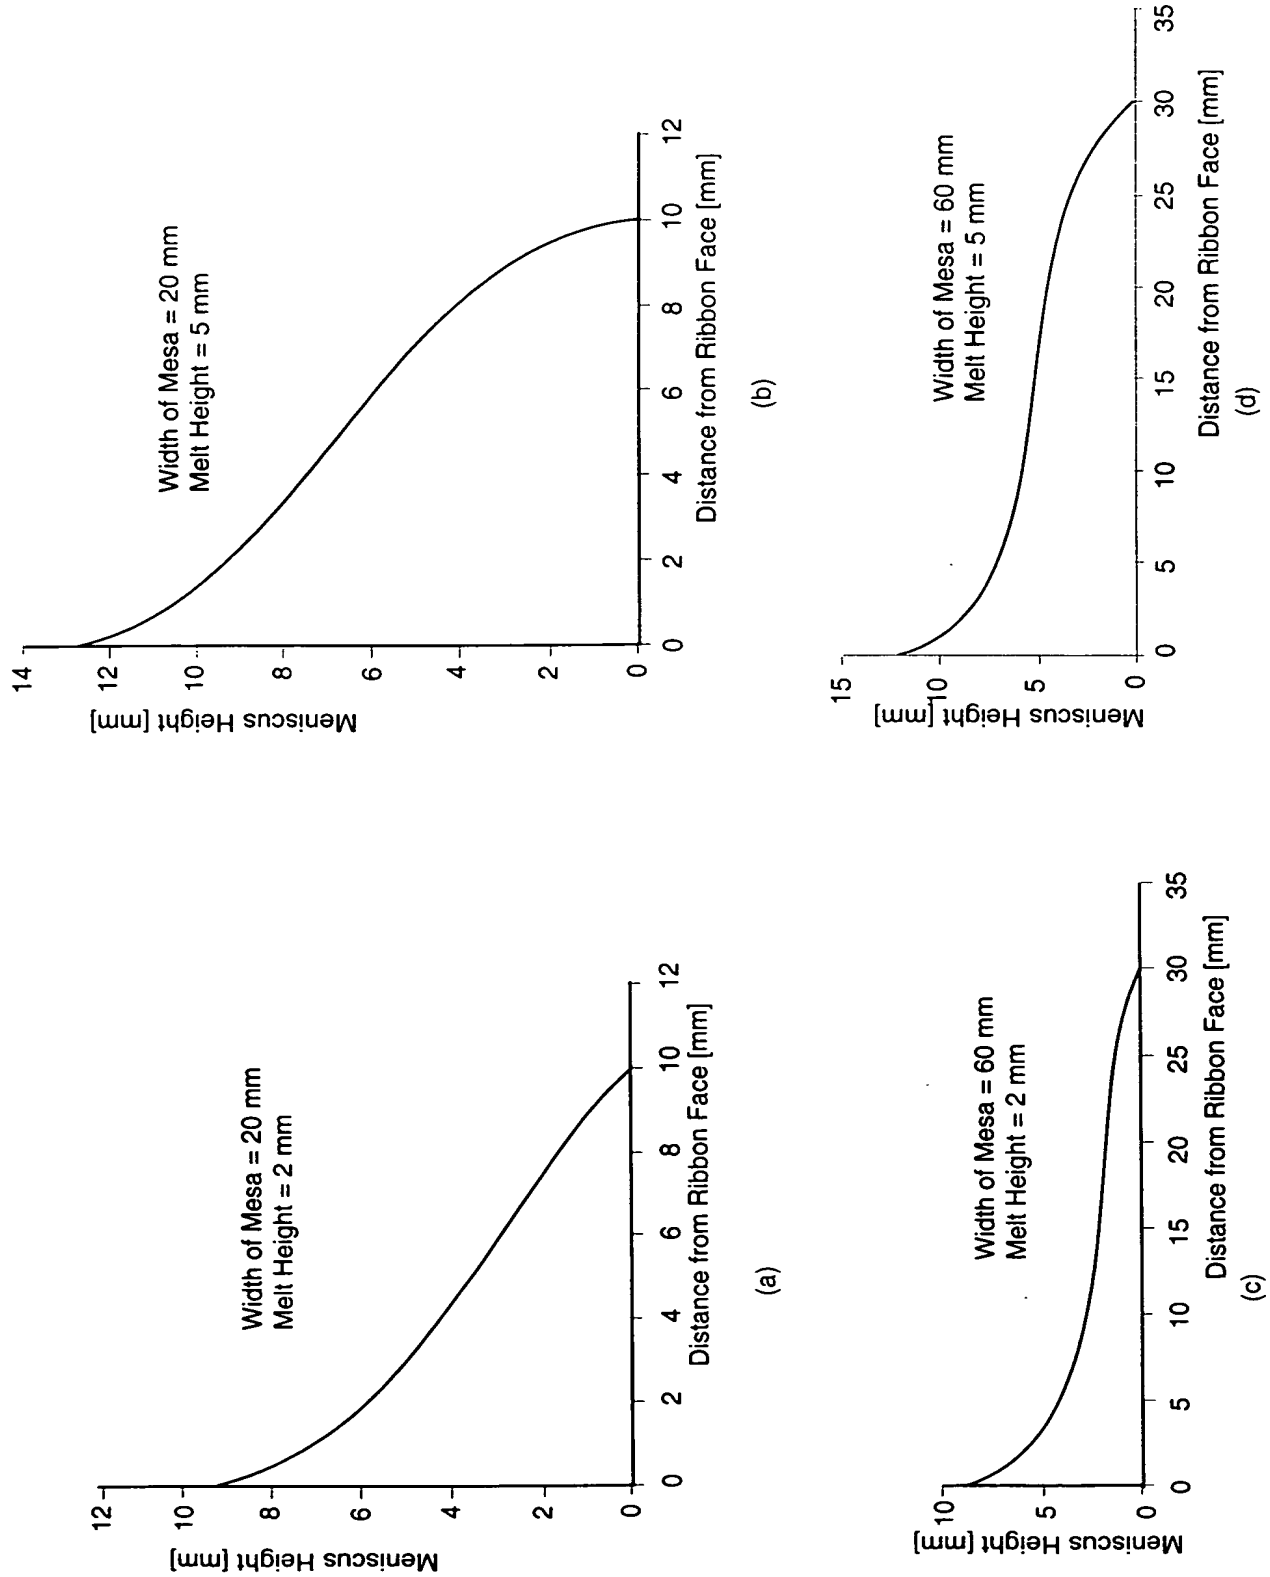 12
10
8
6
4
2
0
Meniscus Height [mm]
Width of Mesa = 20 mm
Melt Height = 2 mm
0 2 4 6 8 10 12
Distance from Ribbon Face [mm]
(a)
14
12
10
8
6
4
2
0
Meniscus Height [mm]
Width of Mesa = 20 mm
Melt Height = 5 mm
0 2 4 6 8 10 12
Distance from Ribbon Face [mm]
(b)
10
5
0
Meniscus Height [mm]
Width of Mesa = 60 mm
Melt Height = 2 mm
0 5 10 15 20 25 30 35
Distance from Ribbon Face [mm]
(c)
15
10
5
0
Meniscus Height [mm]
Width of Mesa = 60 mm
Melt Height = 5 mm
0 5 10 15 20 25 30 35
Distance from Ribbon Face [mm]
(d)